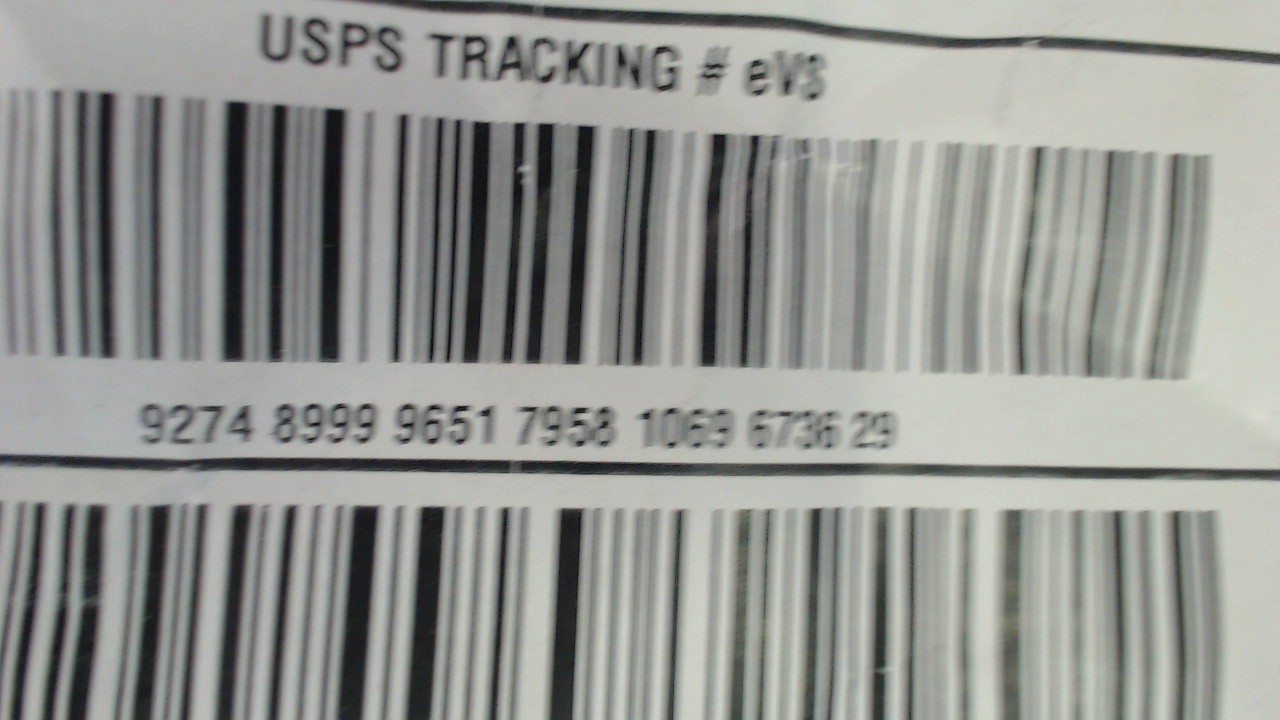 USPS TRACKING # eVS
9274 8999 9651 7958 1069 6736 29